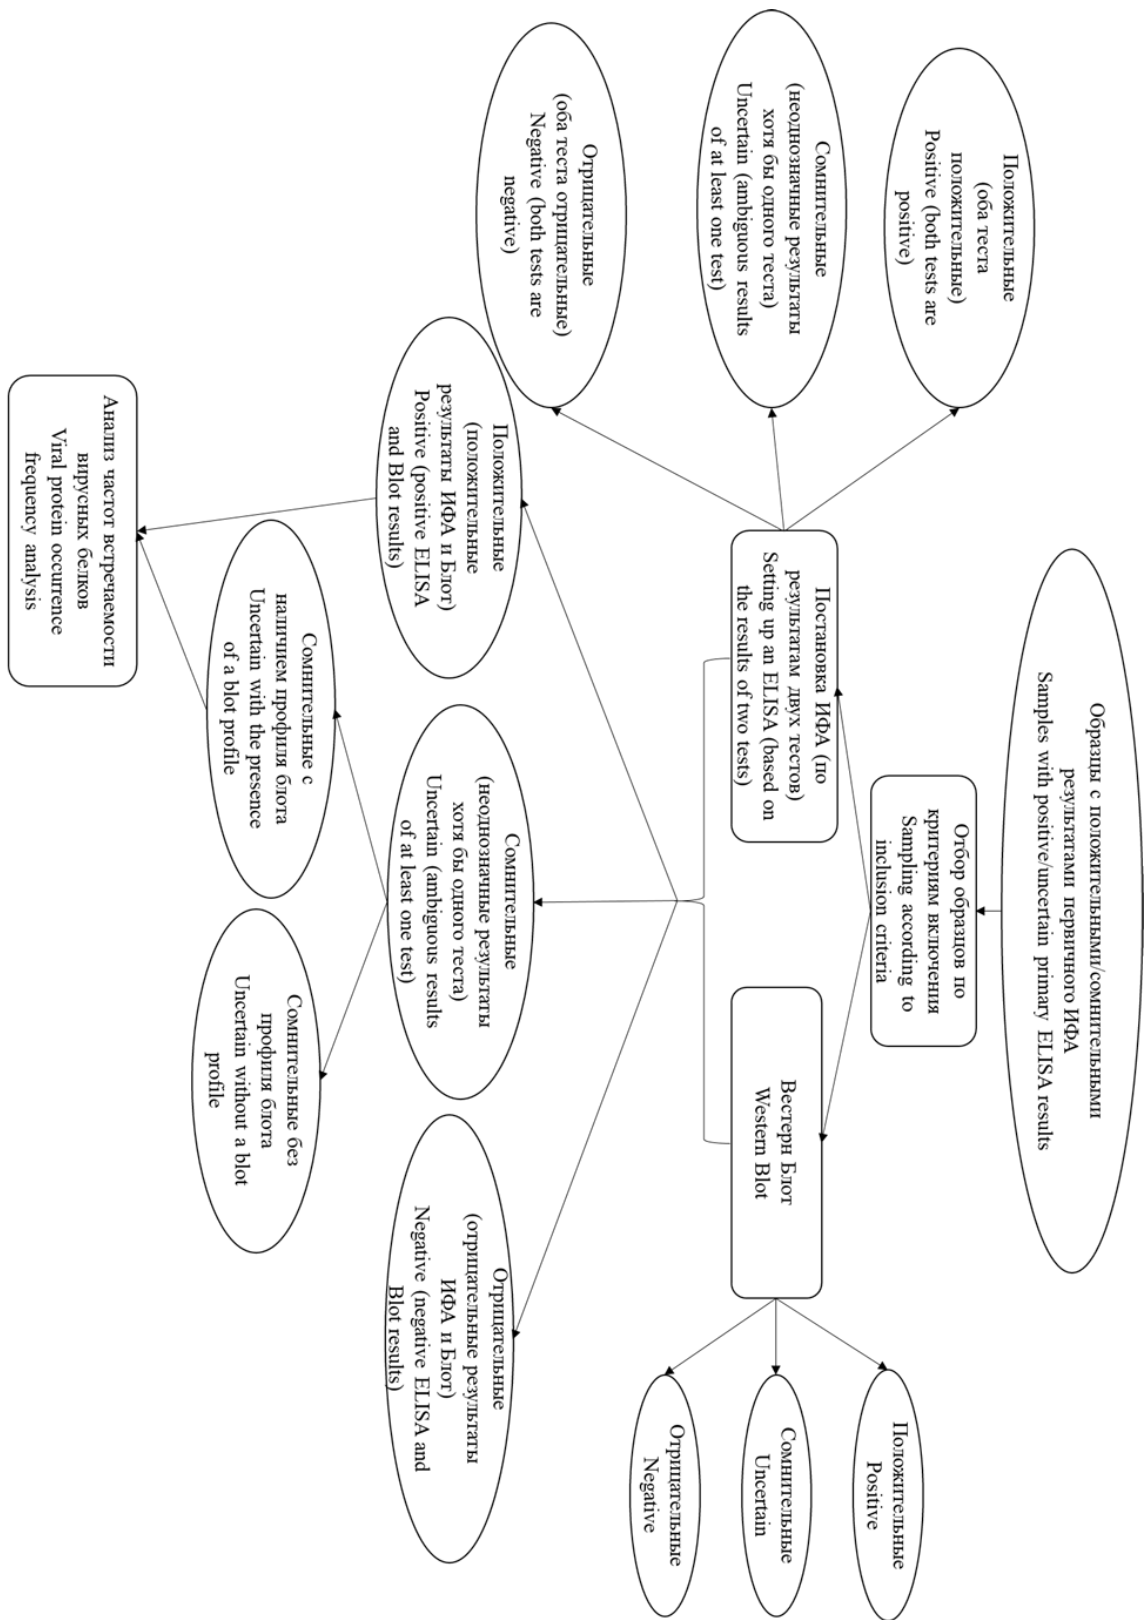 Образцы с положительными/сомнительными
результатами первичного ИФА
Samples with positive/uncertain primary ELISA results
Отбор образцов по
критериям включения
Sampling according to
inclusion criteria
Постановка ИФА (по
результатам двух тестов)
Setting up an ELISA (based on
the results of two tests)
Вестерн Блот
Western Blot
Положительные
(оба теста
положительные)
Positive (both tests are
positive)
Сомнительные
(неоднозначные результаты
хотя бы одного теста)
Uncertain (ambiguous results
of at least one test)
Отрицательные
(оба теста отрицательные)
Negative (both tests are
negative)
Положительные
Positive
Сомнительные
Uncertain
Отрицательные
Negative
Положительные
(положительные
результаты ИФА и Блот)
Positive (positive ELISA
and Blot results)
Сомнительные
(неоднозначные результаты
хотя бы одного теста)
Uncertain (ambiguous results
of at least one test)
Отрицательные
(отрицательные результаты
ИФА и Блот)
Negative (negative ELISA and
Blot results)
Сомнительные с
наличием профиля блота
Uncertain with the presence
of a blot profile
Сомнительные без
профиля блота
Uncertain without a blot
profile
Анализ частот встречаемости
вирусных белков
Viral protein occurrence
frequency analysis